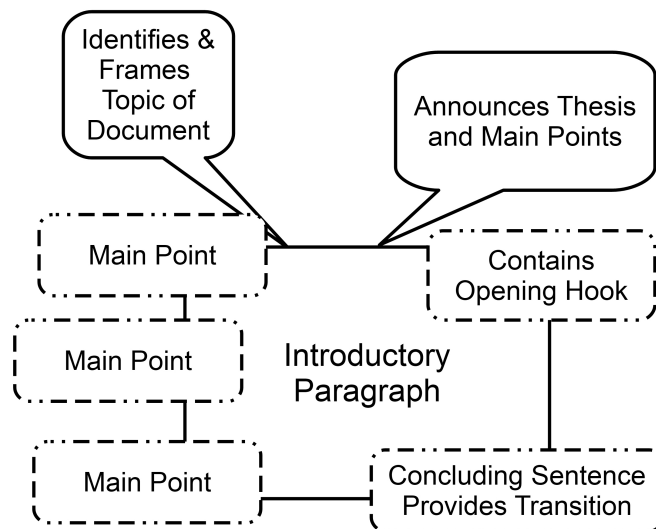 Identifies &
Frames
Topic of
Document
Announces Thesis
and Main Points
Main Point
Contains
Opening Hook
Main Point
Introductory
Paragraph
Main Point
Concluding Sentence
Provides Transition